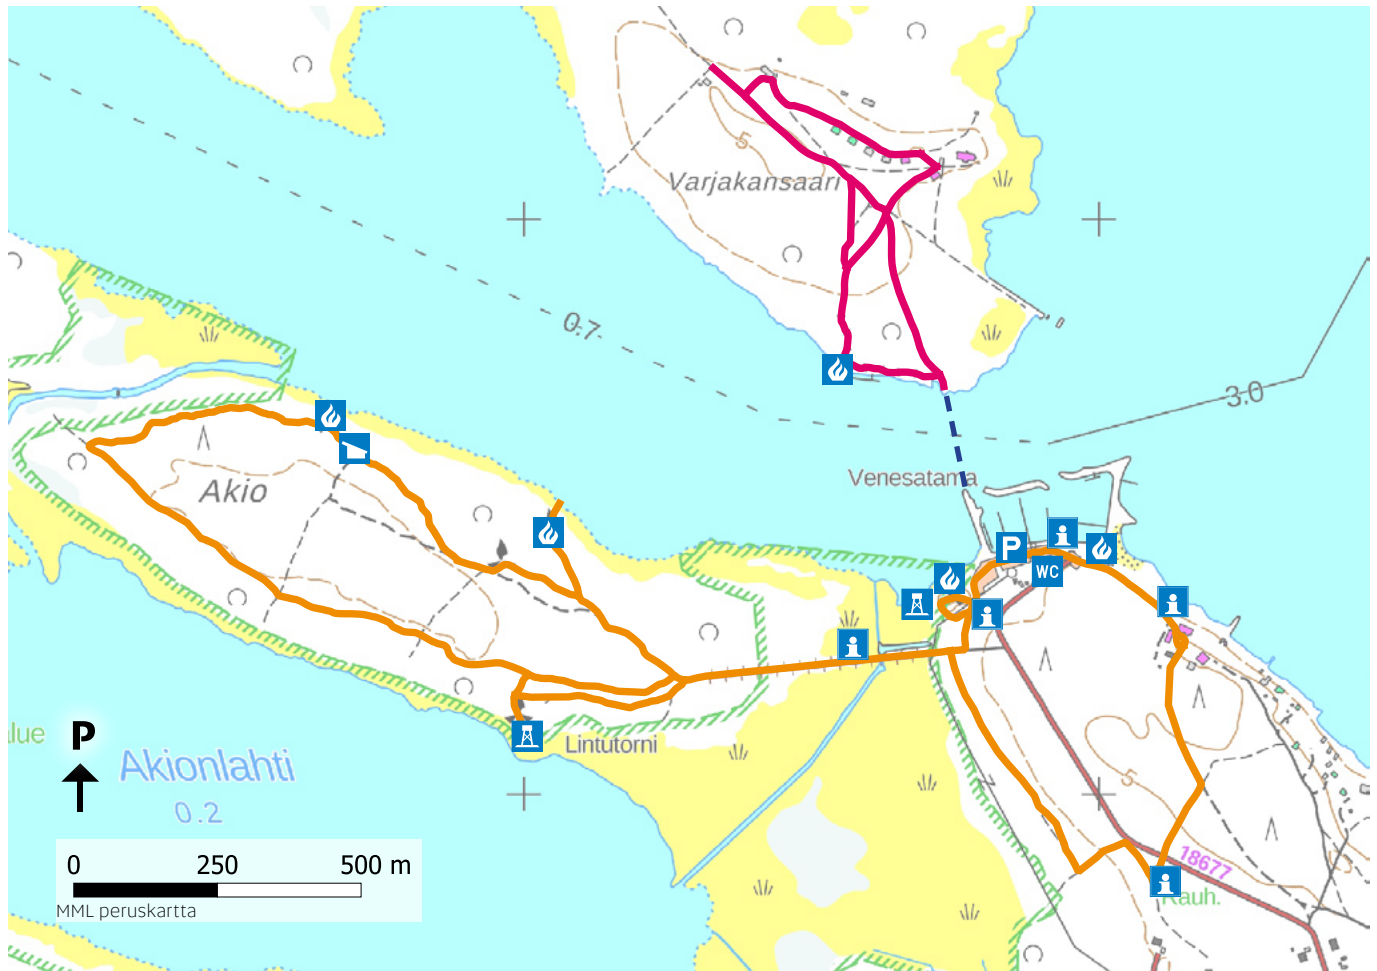 5
Varjakansaari
0.7
3.0
Venesatama
Akio
P
i
WC
i
i
i
Lintutorni
lue
P
Akionlahti
0.2
5
0 250 500 m
18677
i
Rauh.
MML peruskartta